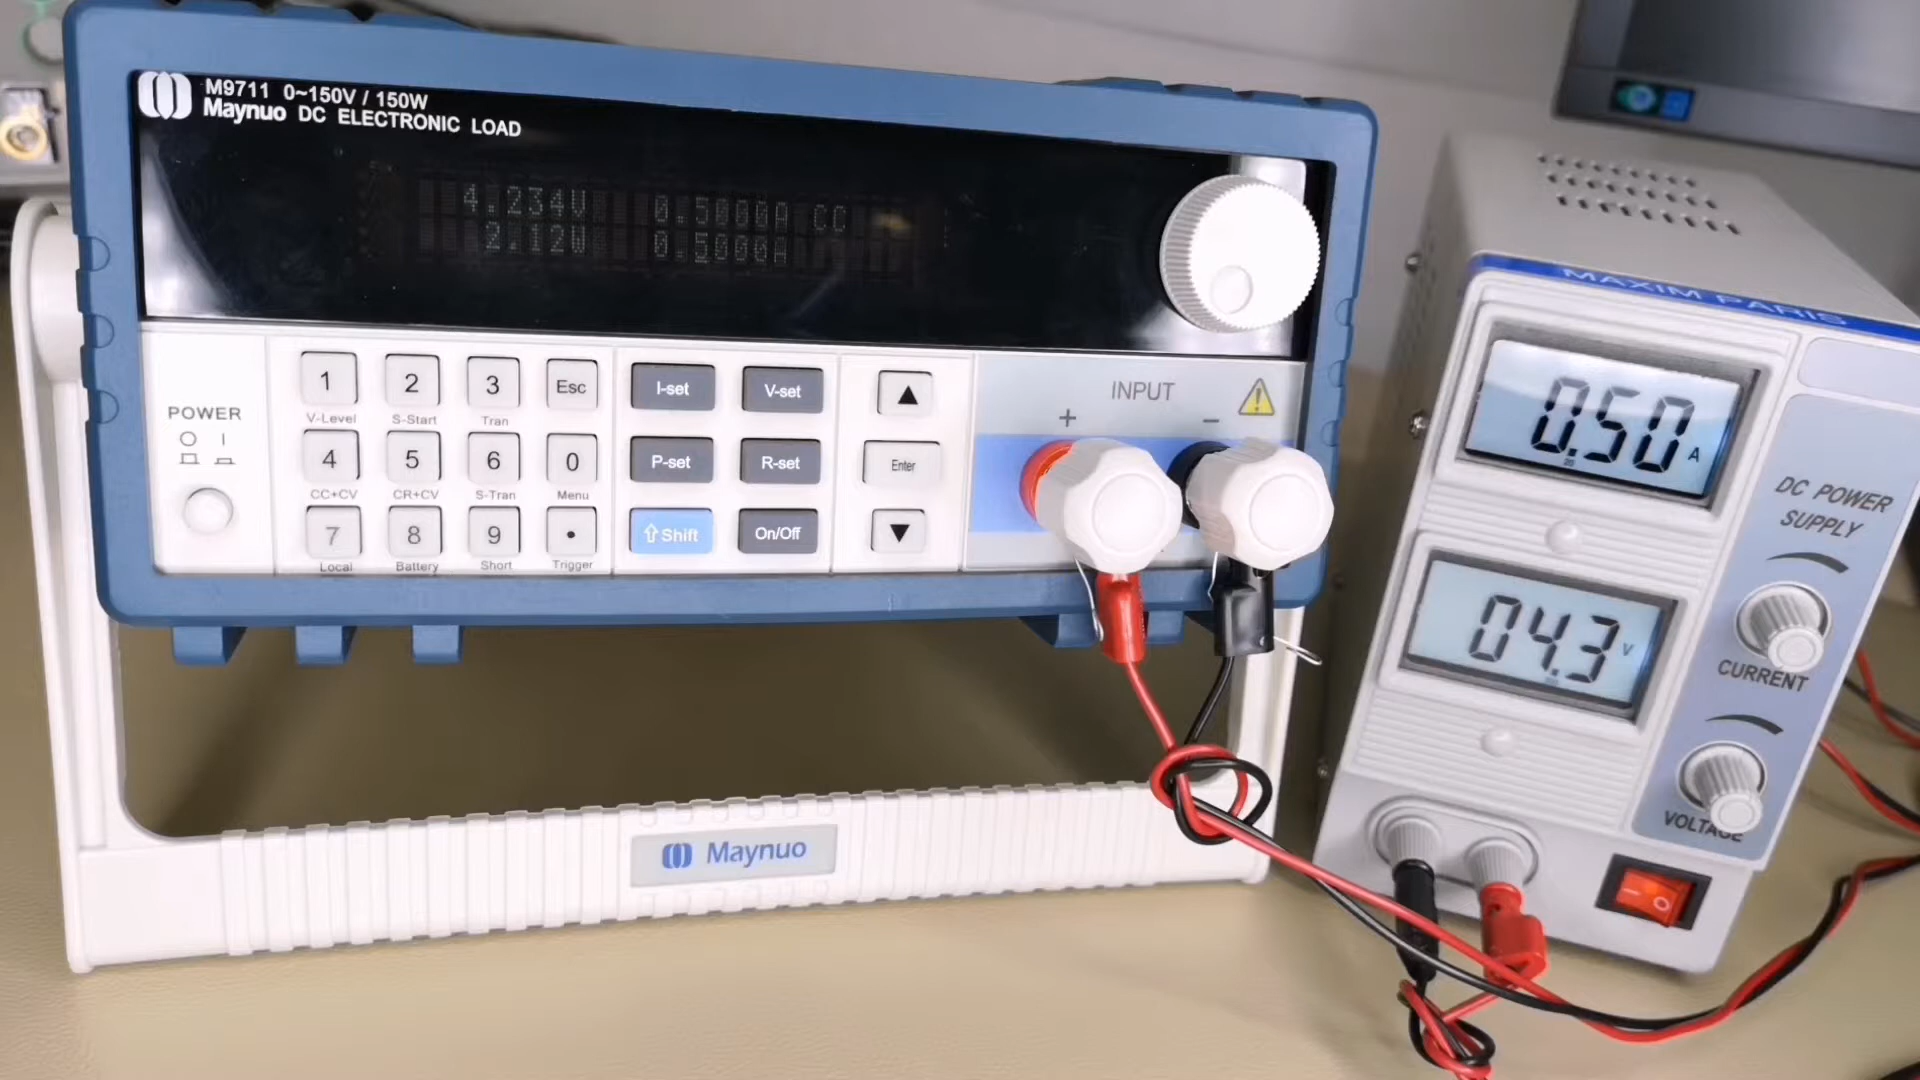 M9711 0~150V / 150W
Maynuo DC ELECTRONIC LOAD
4.234V 0.5000A CC
2.12W 0.5000A
POWER
1 2 3 Esc
V-Level S-Start Tran
4 5 6 0
CC+CV CR+CV S-Tran Menu
7 8 9 •
Local Battery Short Trigger
I-set V-set
P-set R-set
Shift On/Off
Enter
INPUT
+ −
Maynuo
MAXIM PARIS
0.50 A
DC POWER
SUPPLY
04.3 V
CURRENT
VOLTAGE